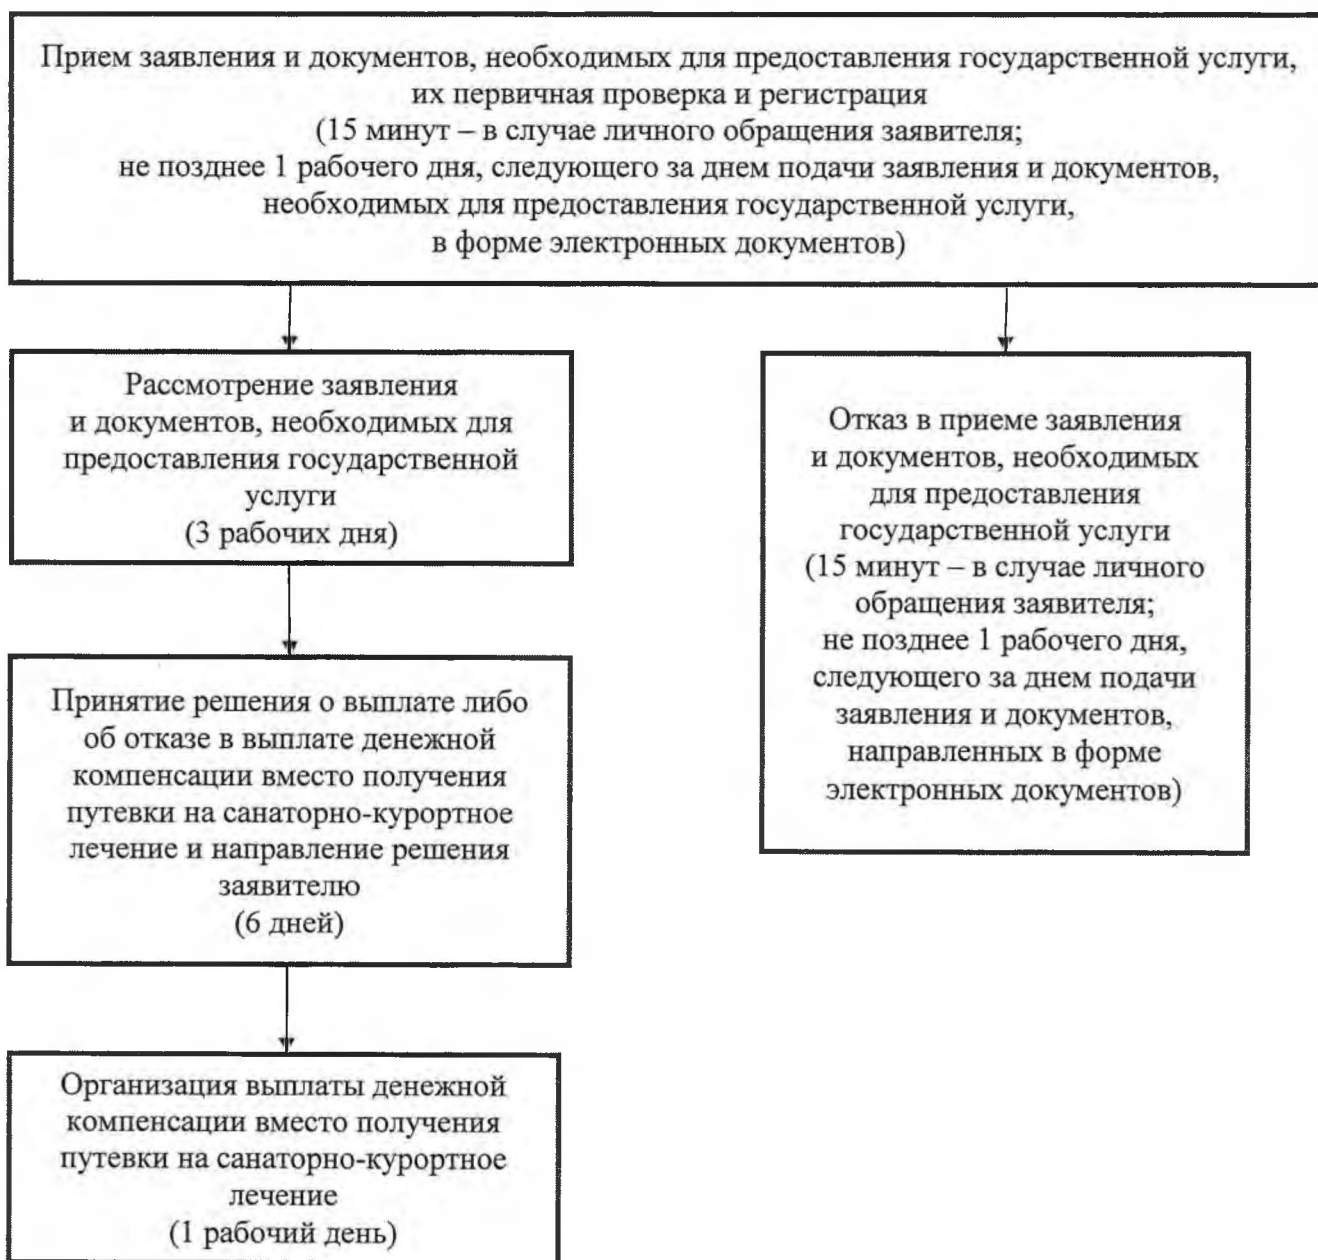 Прием заявления и документов, необходимых для предоставления государственной услуги,
их первичная проверка и регистрация
(15 минут – в случае личного обращения заявителя;
не позднее 1 рабочего дня, следующего за днем подачи заявления и документов,
необходимых для предоставления государственной услуги,
в форме электронных документов)
Рассмотрение заявления
и документов, необходимых для
предоставления государственной
услуги
(3 рабочих дня)
Отказ в приеме заявления
и документов, необходимых
для предоставления
государственной услуги
(15 минут – в случае личного
обращения заявителя;
не позднее 1 рабочего дня,
следующего за днем подачи
заявления и документов,
направленных в форме
электронных документов)
Принятие решения о выплате либо
об отказе в выплате денежной
компенсации вместо получения
путевки на санаторно-курортное
лечение и направление решения
заявителю
(6 дней)
Организация выплаты денежной
компенсации вместо получения
путевки на санаторно-курортное
лечение
(1 рабочий день)